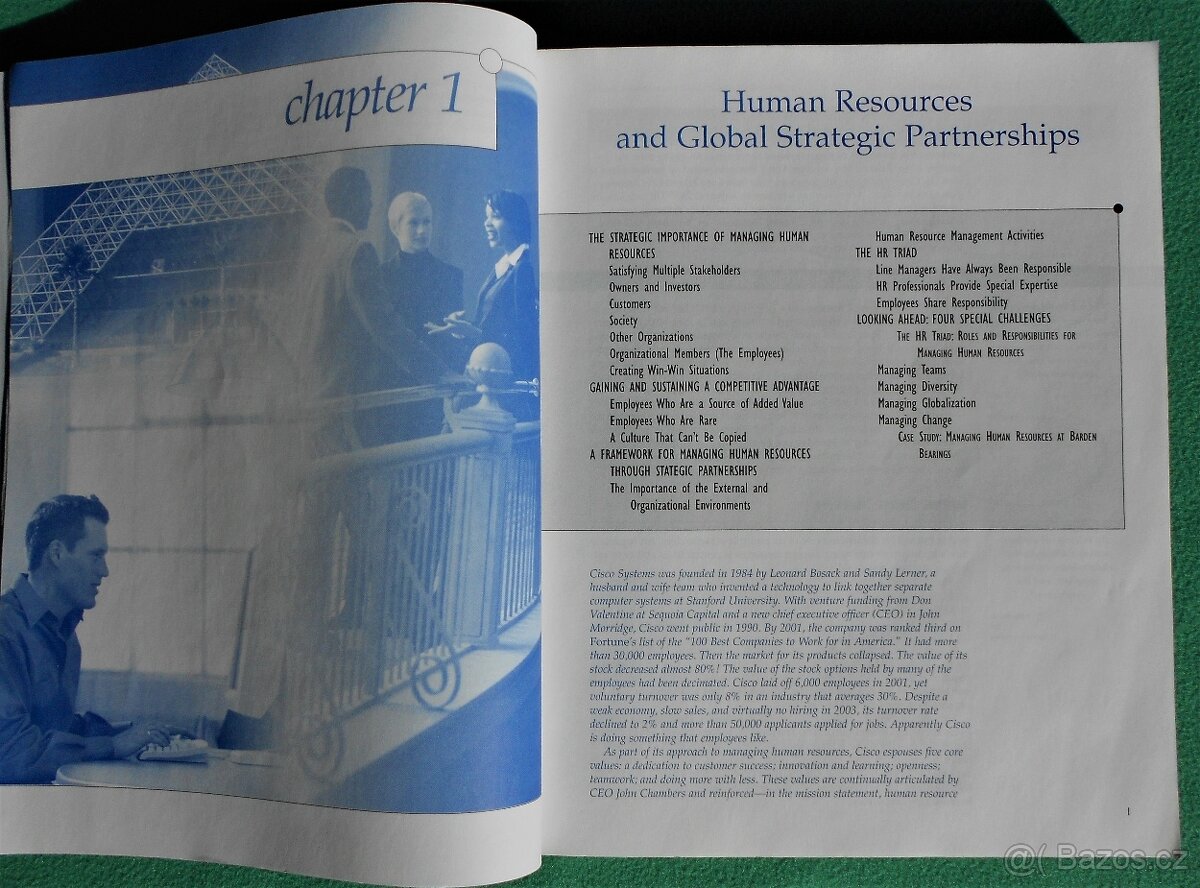 chapter 1
Human Resources
and Global Strategic Partnerships
THE STRATEGIC IMPORTANCE OF MANAGING HUMAN
RESOURCES
Satisfying Multiple Stakeholders
Owners and Investors
Customers
Society
Other Organizations
Organizational Members (The Employees)
Creating Win-Win Situations
GAINING AND SUSTAINING A COMPETITIVE ADVANTAGE
Employees Who Are a Source of Added Value
Employees Who Are Rare
A Culture That Can't Be Copied
A FRAMEWORK FOR MANAGING HUMAN RESOURCES
THROUGH STATEGIC PARTNERSHIPS
The Importance of the External and
Organizational Environments
Human Resource Management Activities
THE HR TRIAD
Line Managers Have Always Been Responsible
HR Professionals Provide Special Expertise
Employees Share Responsibility
LOOKING AHEAD: FOUR SPECIAL CHALLENGES
THE HR TRIAD: ROLES AND RESPONSIBILITIES FOR
MANAGING HUMAN RESOURCES
Managing Teams
Managing Diversity
Managing Globalization
Managing Change
CASE STUDY: MANAGING HUMAN RESOURCES AT BARDEN
BEARINGS
Cisco Systems was founded in 1984 by Leonard Bosack and Sandy Lerner, a
husband and wife team who invented a technology to link together separate
computer systems at Stanford University. With venture funding from Don
Valentine at Sequoia Capital and a new chief executive officer (CEO) in John
Morridge, Cisco went public in 1990. By 2001, the company was ranked third on
Fortune's list of the "100 Best Companies to Work for in America." It had more
than 30,000 employees. Then the market for its products collapsed. The value of its
stock decreased almost 80%! The value of the stock options held by many of the
employees had been decimated. Cisco laid off 6,000 employees in 2001, yet
voluntary turnover was only 8% in an industry that averages 30%. Despite a
weak economy, slow sales, and virtually no hiring in 2003, its turnover rate
declined to 2% and more than 50,000 applicants applied for jobs. Apparently Cisco
is doing something that employees like.
As part of its approach to managing human resources, Cisco espouses five core
values: a dedication to customer success; innovation and learning; openness;
teamwork; and doing more with less. These values are continually articulated by
CEO John Chambers and reinforced—in the mission statement, human resource
1
@( Bazos.cz